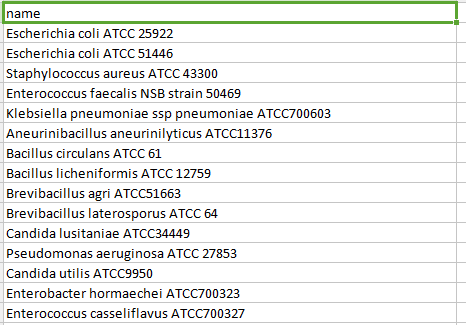 name
Escherichia coli ATCC 25922
Escherichia coli ATCC 51446
Staphylococcus aureus ATCC 43300
Enterococcus faecalis NSB strain 50469
Klebsiella pneumoniae ssp pneumoniae ATCC700603
Aneurinibacillus aneurinilyticus ATCC11376
Bacillus circulans ATCC 61
Bacillus licheniformis ATCC 12759
Brevibacillus agri ATCC51663
Brevibacillus laterosporus ATCC 64
Candida lusitaniae ATCC34449
Pseudomonas aeruginosa ATCC 27853
Candida utilis ATCC9950
Enterobacter hormaechei ATCC700323
Enterococcus casseliflavus ATCC700327